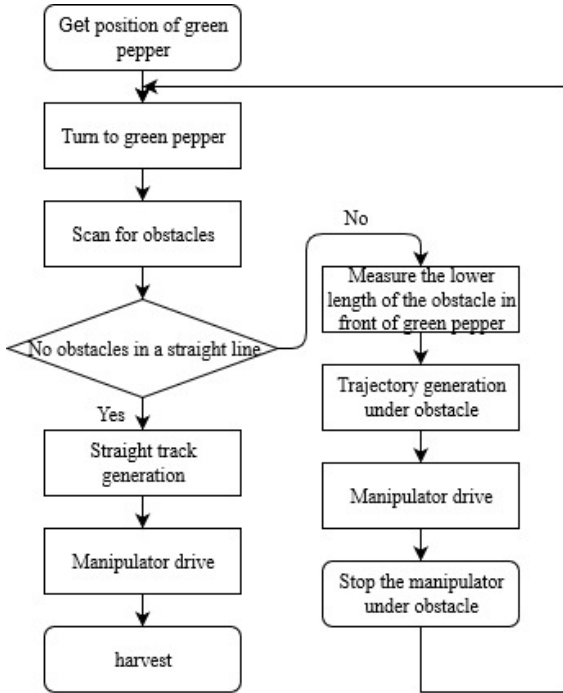 Get position of green
pepper
Turn to green pepper
Scan for obstacles
No
Measure the lower
length of the obstacle in
front of green pepper
No obstacles in a straight line
Trajectory generation
under obstacle
Yes
Straight track
generation
Manipulator drive
Manipulator drive
Stop the manipulator
under obstacle
harvest